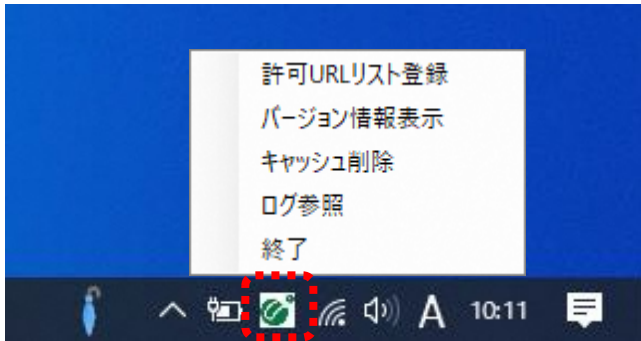 許可URLリスト登録
バージョン情報表示
キャッシュ削除
ログ参照
終了
A 10:11